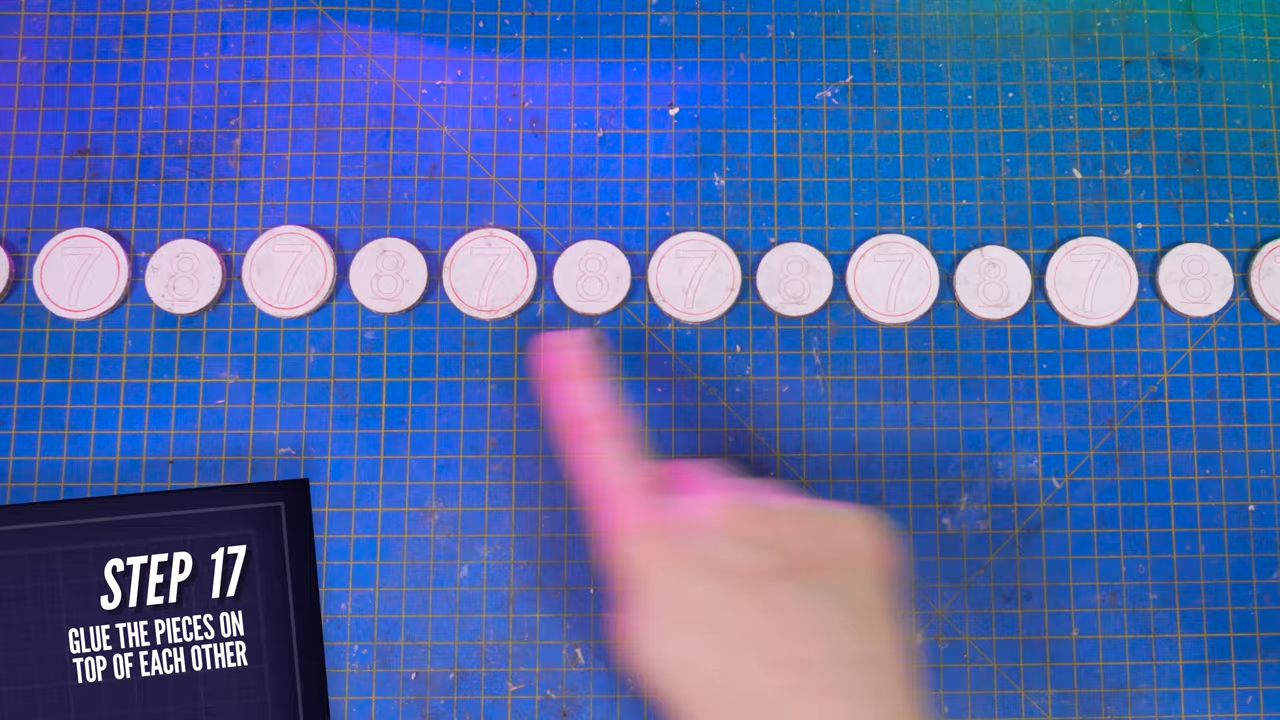 7 8 7 8 7 8 7 8 7 8 7 8
STEP 17
GLUE THE PIECES ON
TOP OF EACH OTHER